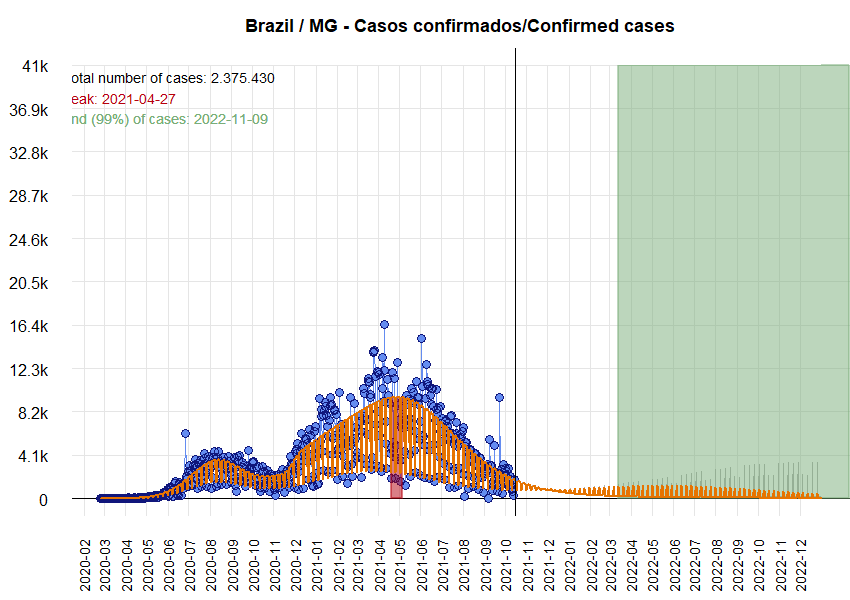 Brazil / MG - Casos confirmados/Confirmed cases
otal number of cases: 2.375.430
eak: 2021-04-27
nd (99%) of cases: 2022-11-09
41k
36.9k
32.8k
28.7k
24.6k
20.5k
16.4k
12.3k
8.2k
4.1k
0
2020-02
2020-03
2020-04
2020-05
2020-06
2020-07
2020-08
2020-09
2020-10
2020-11
2020-12
2021-01
2021-02
2021-03
2021-04
2021-05
2021-06
2021-07
2021-08
2021-09
2021-10
2021-11
2021-12
2022-01
2022-02
2022-03
2022-04
2022-05
2022-06
2022-07
2022-08
2022-09
2022-10
2022-11
2022-12